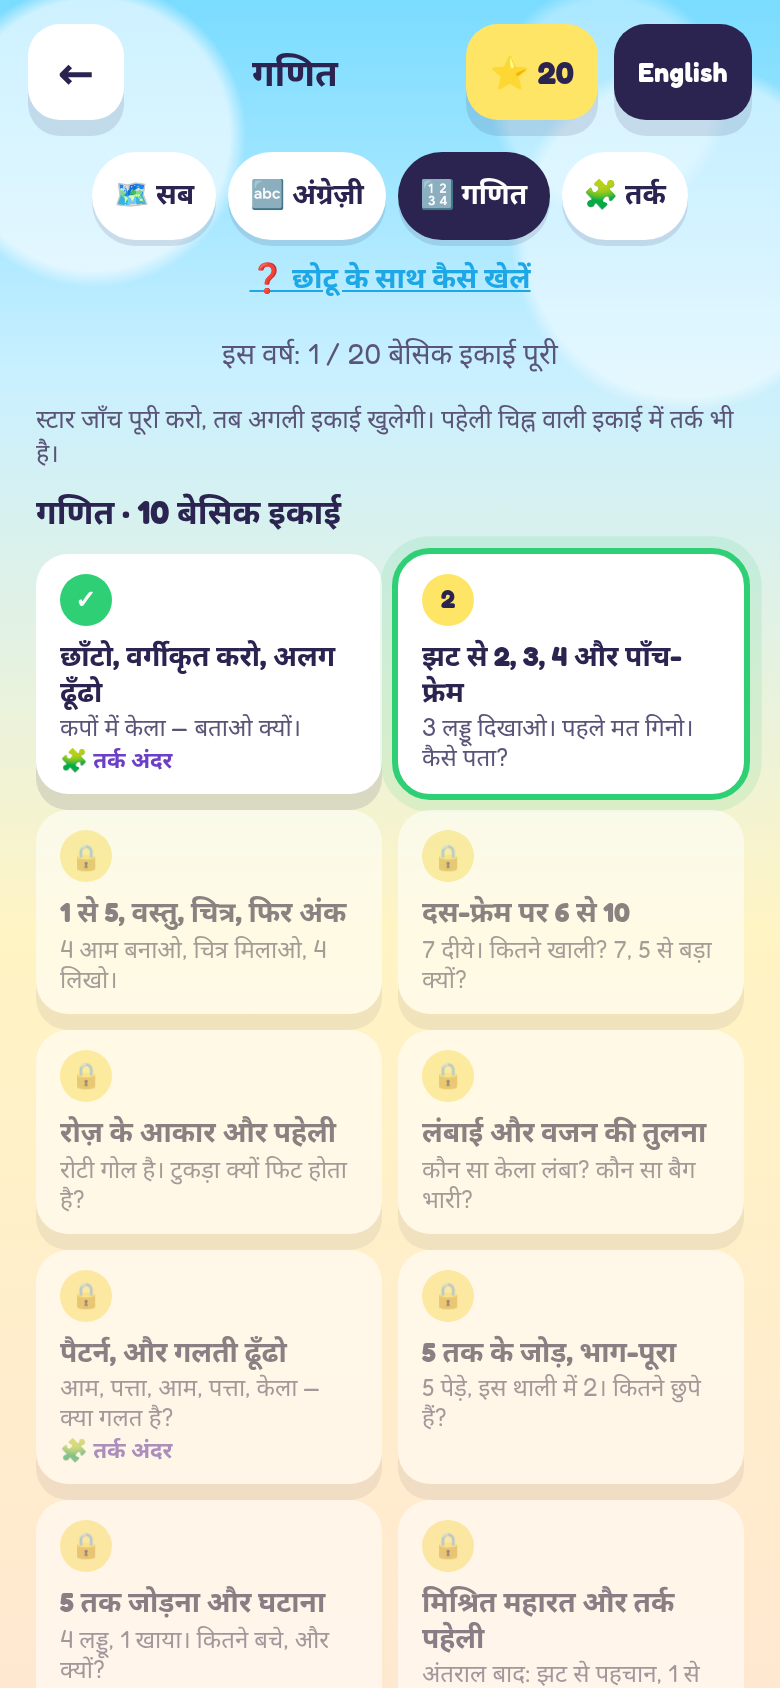 ←
गणित
⭐ 20
English
🗺️ सब
🔤 अंग्रेज़ी
🔢 गणित
🧩 तर्क
❓ छोटू के साथ कैसे खेलें
इस वर्ष: 1 / 20 बेसिक इकाई पूरी
स्टार जाँच पूरी करो, तब अगली इकाई खुलेगी। पहेली चिह्न वाली इकाई में तर्क भी
है।
गणित · 10 बेसिक इकाई
✓
छाँटो, वर्गीकृत करो, अलग
ढूँढो
कपों में केला – बताओ क्यों।
🧩 तर्क अंदर
2
झट से 2, 3, 4 और पाँच-
फ्रेम
3 लड्डू दिखाओ। पहले मत गिनो।
कैसे पता?
🔒
1 से 5, वस्तु, चित्र, फिर अंक
4 आम बनाओ, चित्र मिलाओ, 4
लिखो।
🔒
दस-फ्रेम पर 6 से 10
7 दीये। कितने खाली? 7, 5 से बड़ा
क्यों?
🔒
रोज़ के आकार और पहेली
रोटी गोल है। टुकड़ा क्यों फिट होता
है?
🔒
लंबाई और वजन की तुलना
कौन सा केला लंबा? कौन सा बैग
भारी?
🔒
पैटर्न, और गलती ढूँढो
आम, पत्ता, आम, पत्ता, केला –
क्या गलत है?
🧩 तर्क अंदर
🔒
5 तक के जोड़, भाग-पूरा
5 पेड़े, इस थाली में 2। कितने छुपे
हैं?
🔒
5 तक जोड़ना और घटाना
4 लड्डू, 1 खाया। कितने बचे, और
क्यों?
🔒
मिश्रित महारत और तर्क
पहेली
अंतराल बाद: झट से पहचान, 1 से